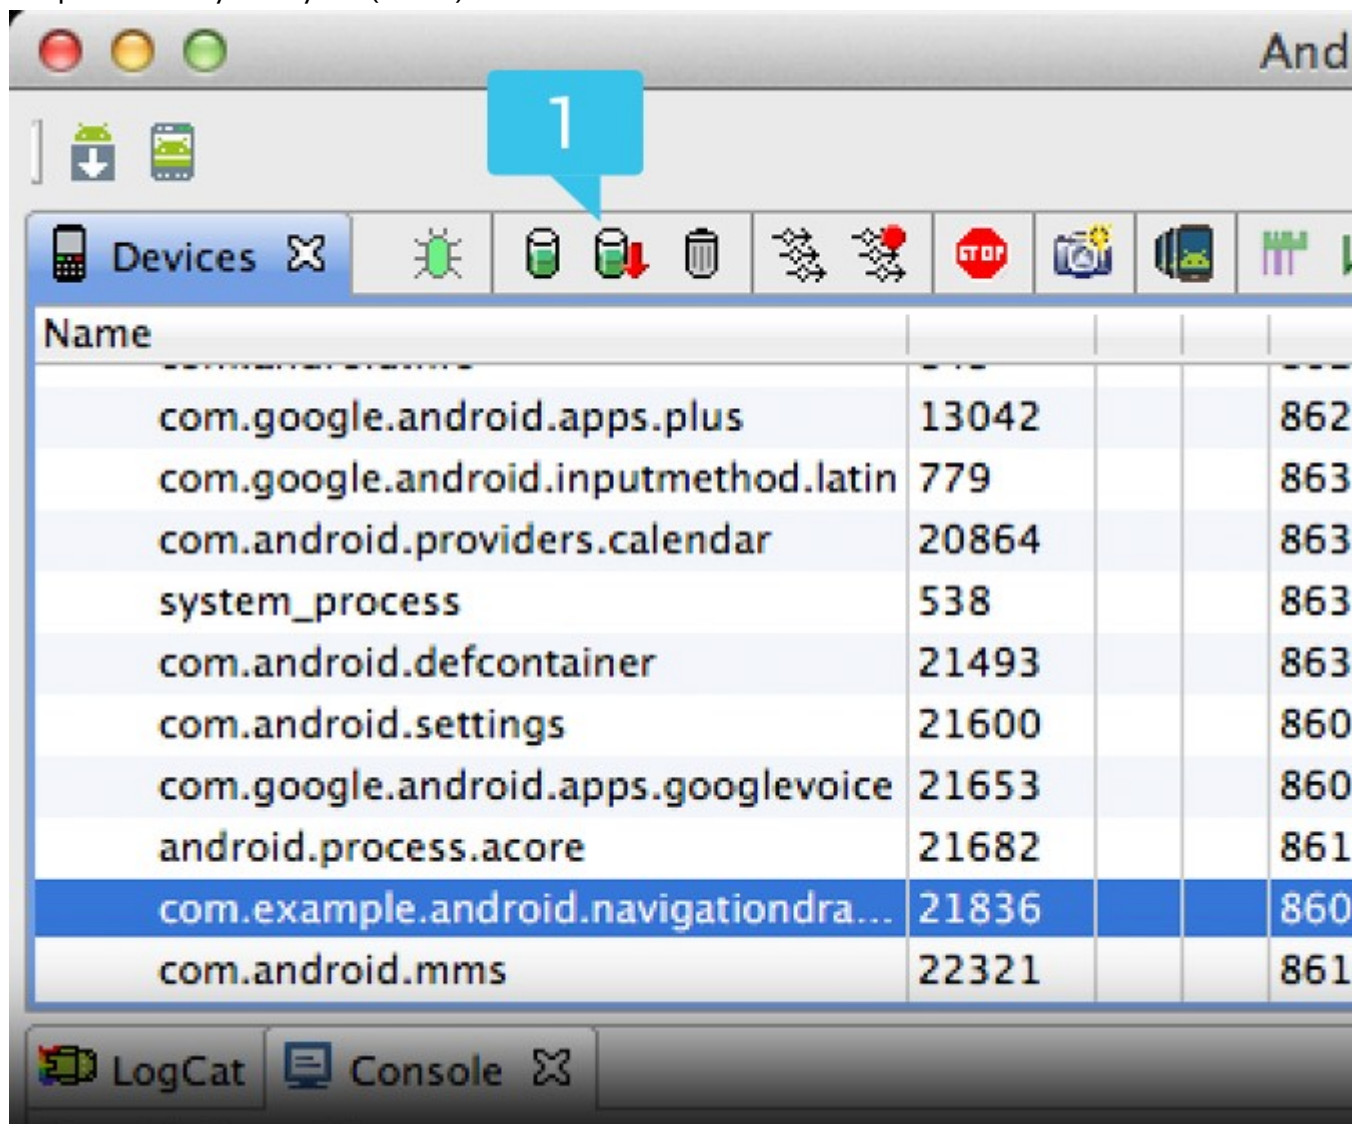 And
1
Devices
STOP
Name
com.google.android.apps.plus 13042 862
com.google.android.inputmethod.latin 779 863
com.android.providers.calendar 20864 863
system_process 538 863
com.android.defcontainer 21493 863
com.android.settings 21600 860
com.google.android.apps.googlevoice 21653 860
android.process.acore 21682 861
com.example.android.navigationdra... 21836 860
com.android.mms 22321 861
LogCat Console